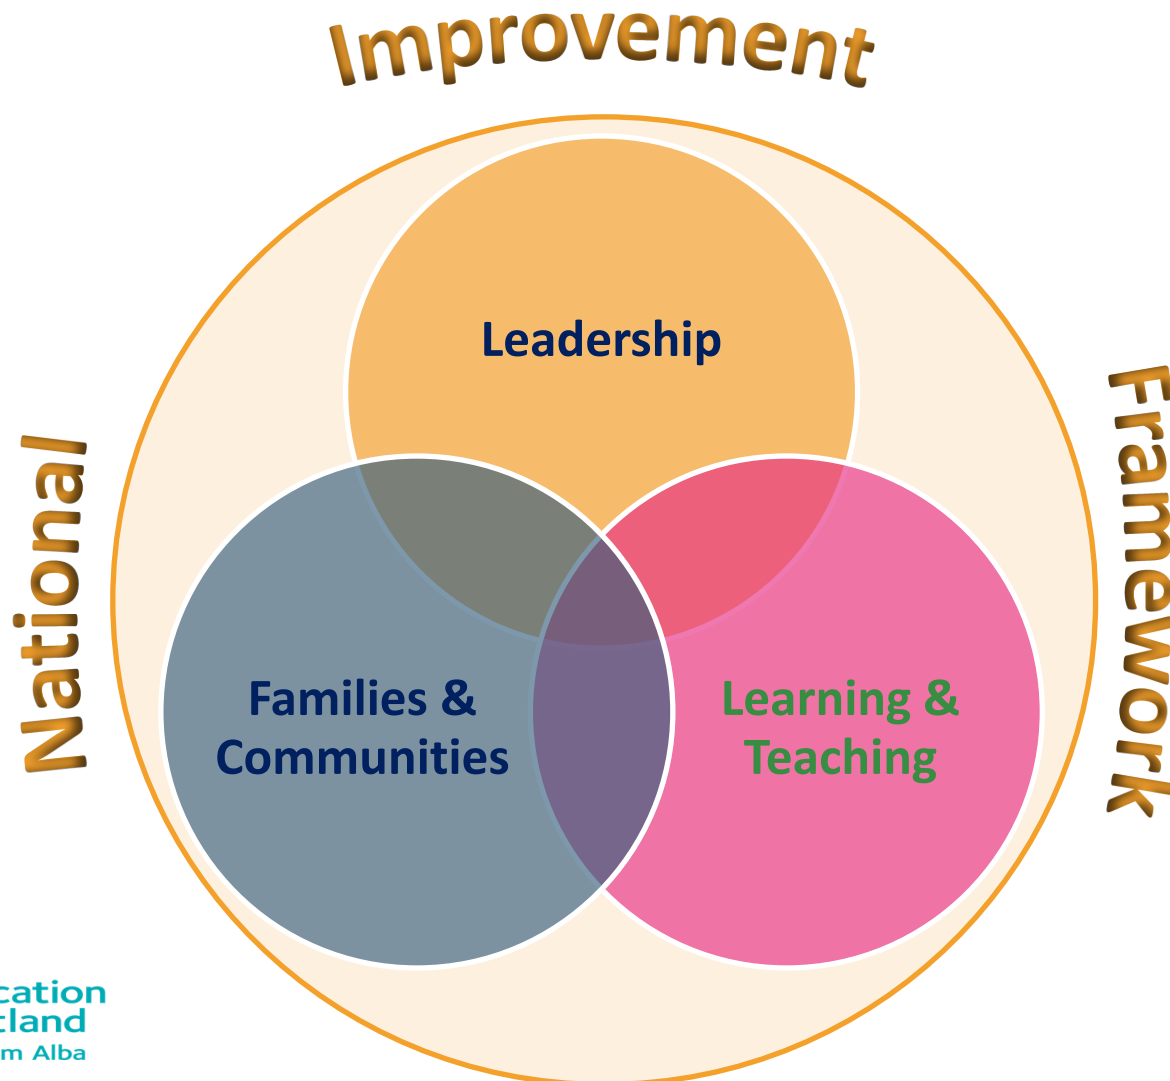 National
Improvement
Framework
Leadership
Families &
Communities
Learning &
Teaching
cation
tland
m Alba